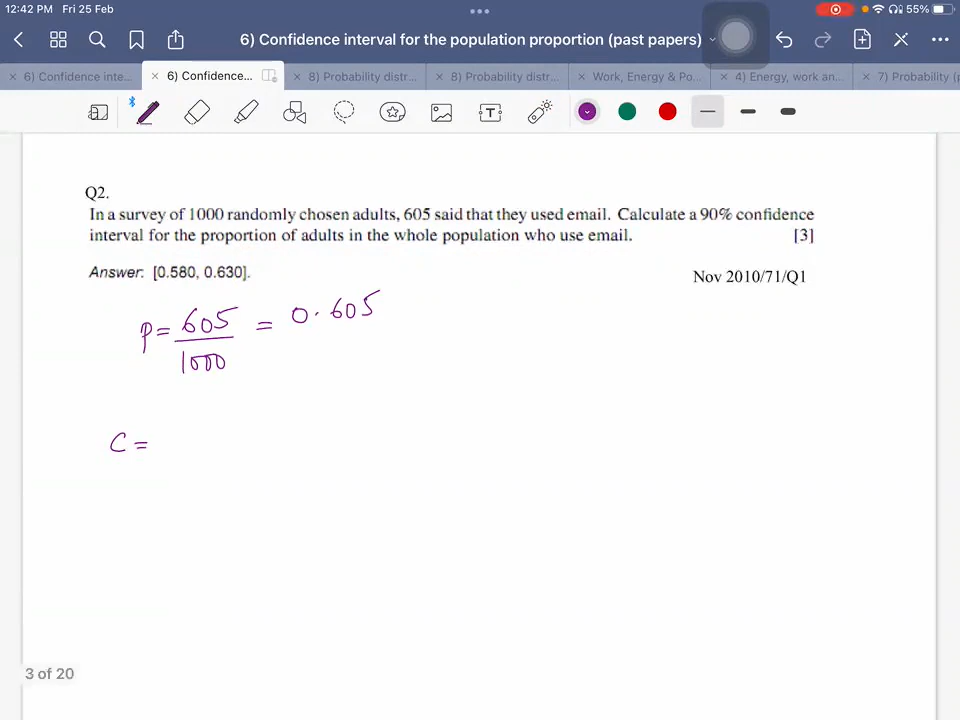 12:42 PM Fri 25 Feb
55%
6) Confidence interval for the population proportion (past papers)
6) Confidence inte...
6) Confidence...
8) Probability distr...
8) Probability distr...
Work, Energy & Po...
4) Energy, work an...
7) Probability (p
Q2.
In a survey of 1000 randomly chosen adults, 605 said that they used email. Calculate a 90% confidence
interval for the proportion of adults in the whole population who use email. [3]
Answer: [0.580, 0.630].
Nov 2010/71/Q1
p = 605/1000 = 0.605
C =
3 of 20